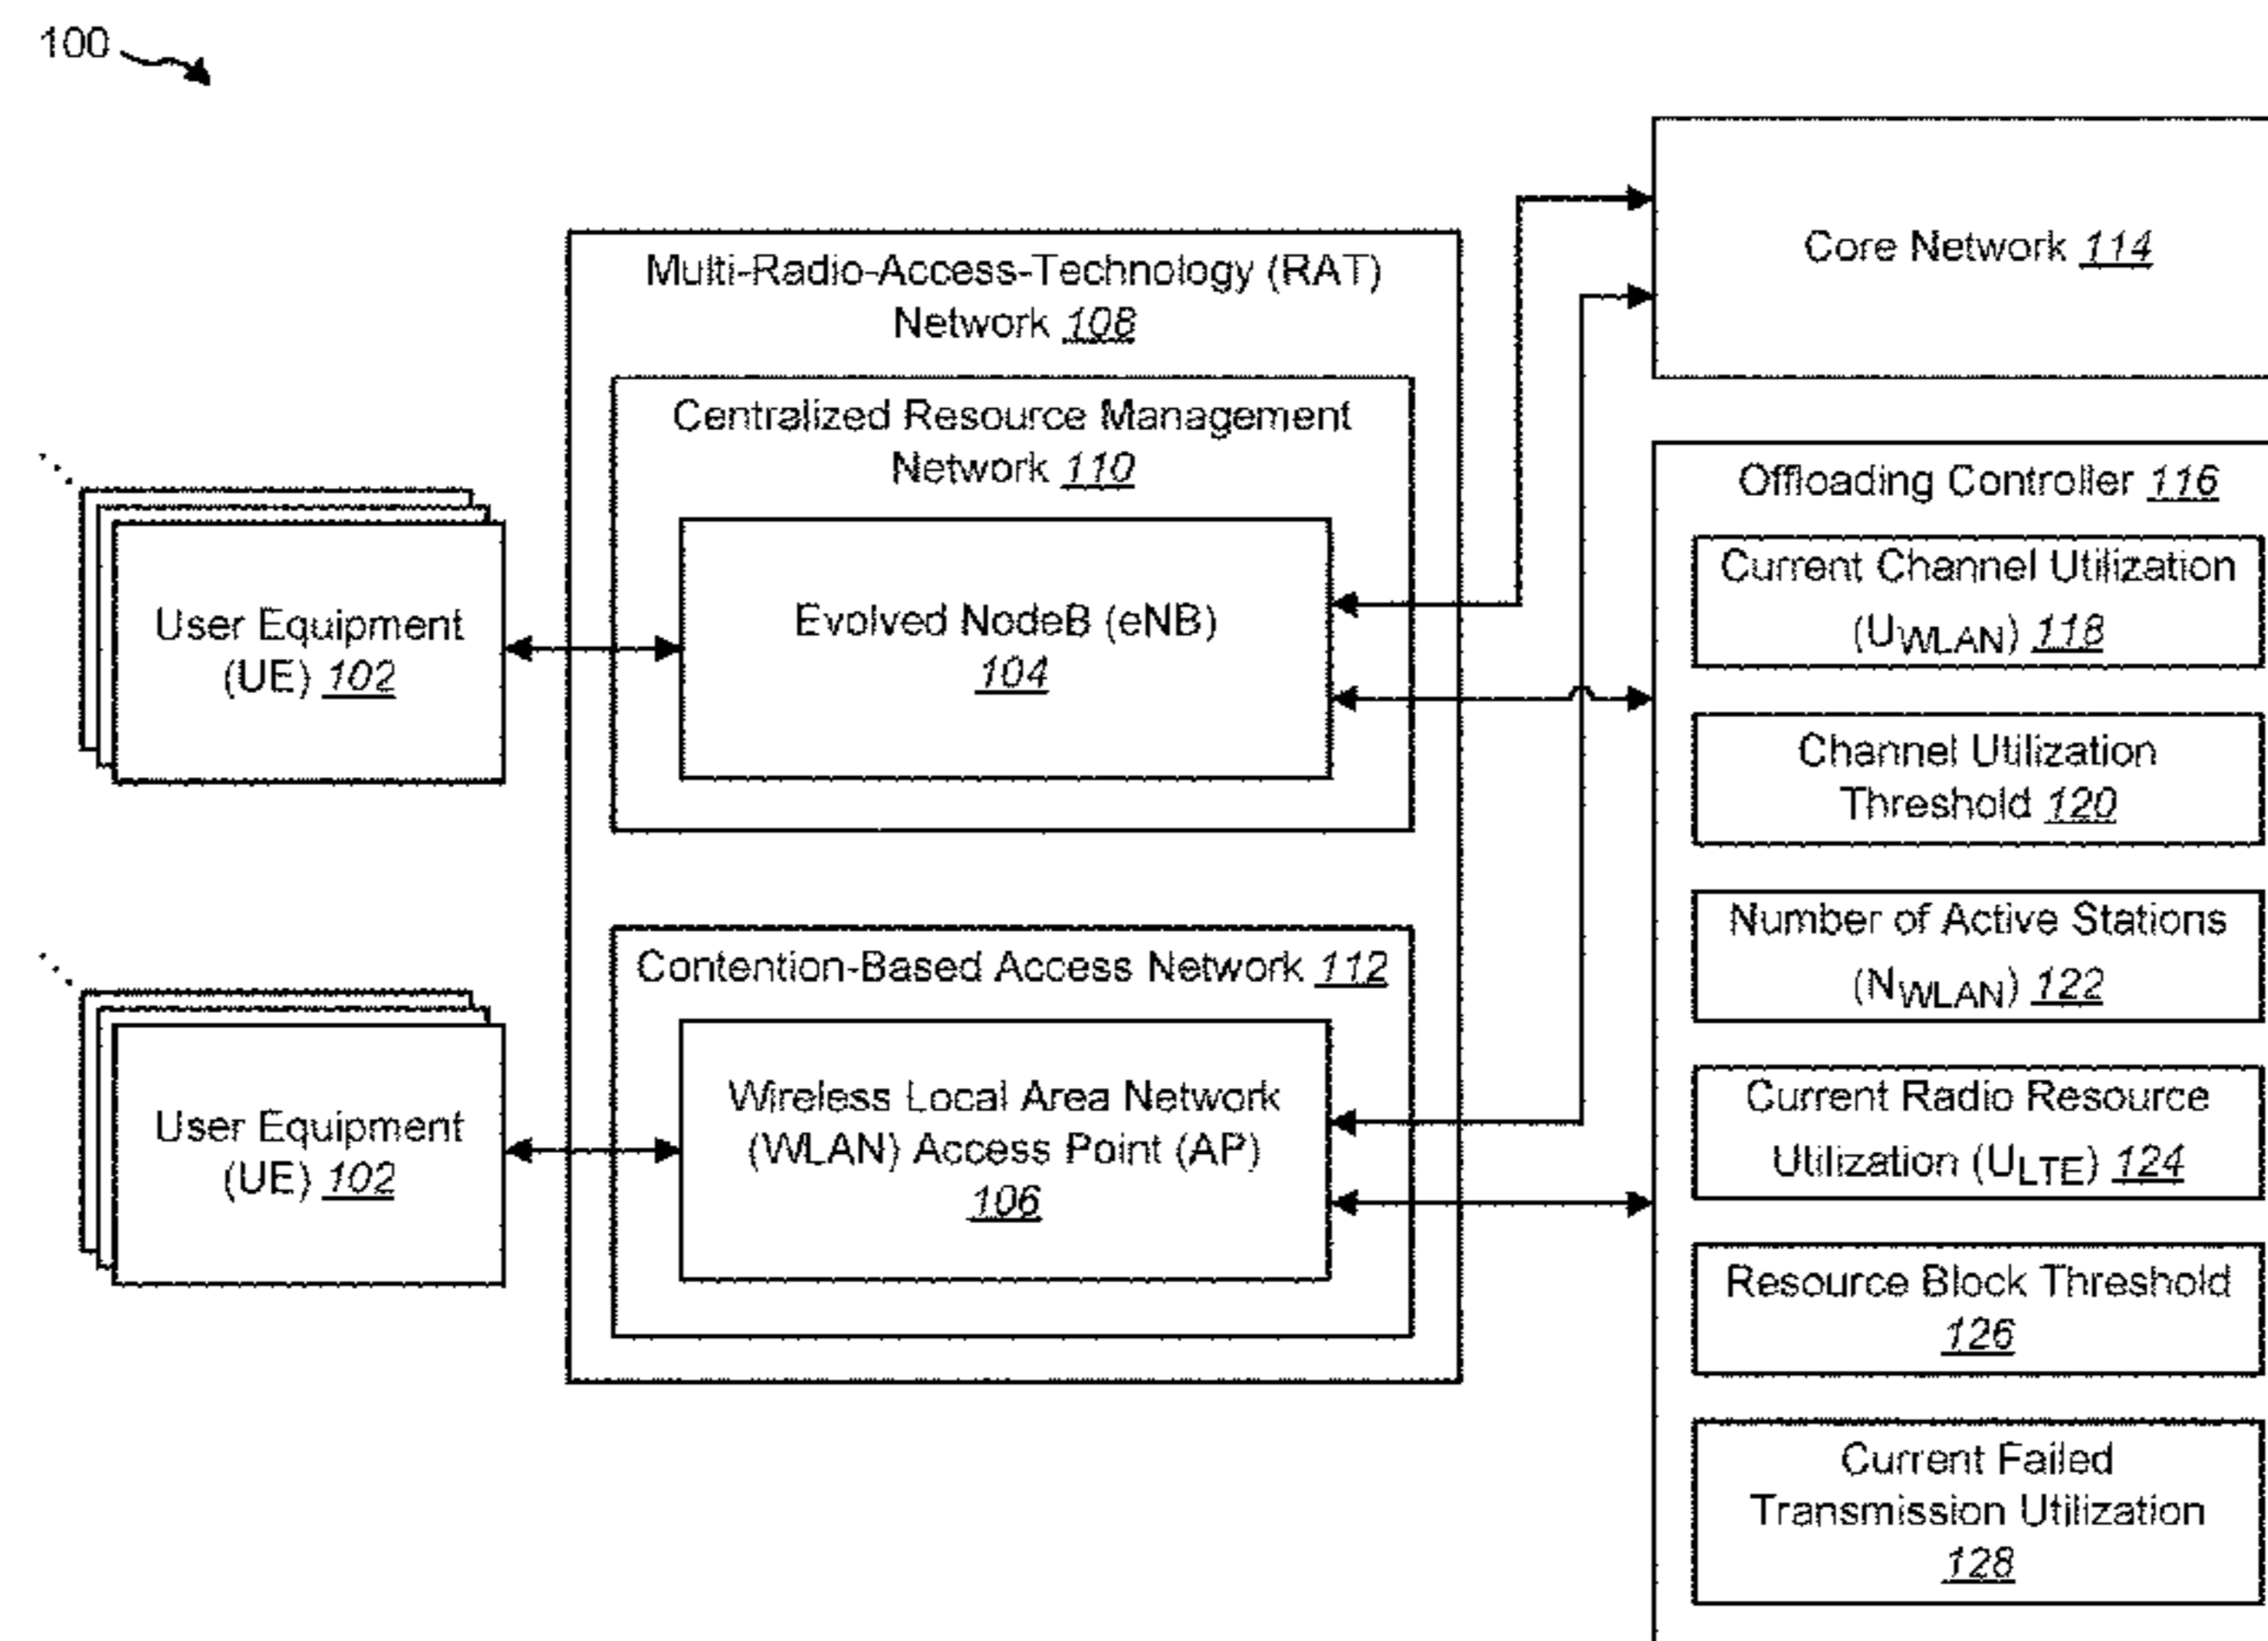 100
Core Network 114
Multi-Radio-Access-Technology (RAT)
Network 108
Centralized Resource Management
Network 110
Evolved NodeB (eNB)
104
User Equipment
(UE) 102
Contention-Based Access Network 112
Wireless Local Area Network
(WLAN) Access Point (AP)
106
User Equipment
(UE) 102
Offloading Controller 116
Current Channel Utilization
(UWLAN) 118
Channel Utilization
Threshold 120
Number of Active Stations
(NWLAN) 122
Current Radio Resource
Utilization (ULTE) 124
Resource Block Threshold
126
Current Failed
Transmission Utilization
128